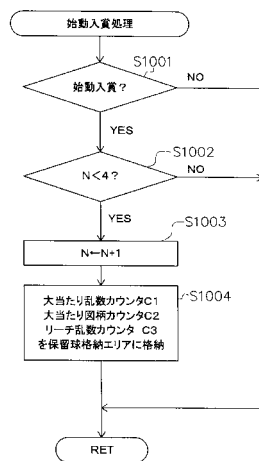 始動入賞処理
S1001
始動入賞？
NO
YES
S1002
N＜4？
NO
YES
S1003
N←N+1
S1004
大当たり乱数カウンタC1
大当たり図柄カウンタC2
リーチ乱数カウンタ C3
を保留球格納エリアに格納
RET